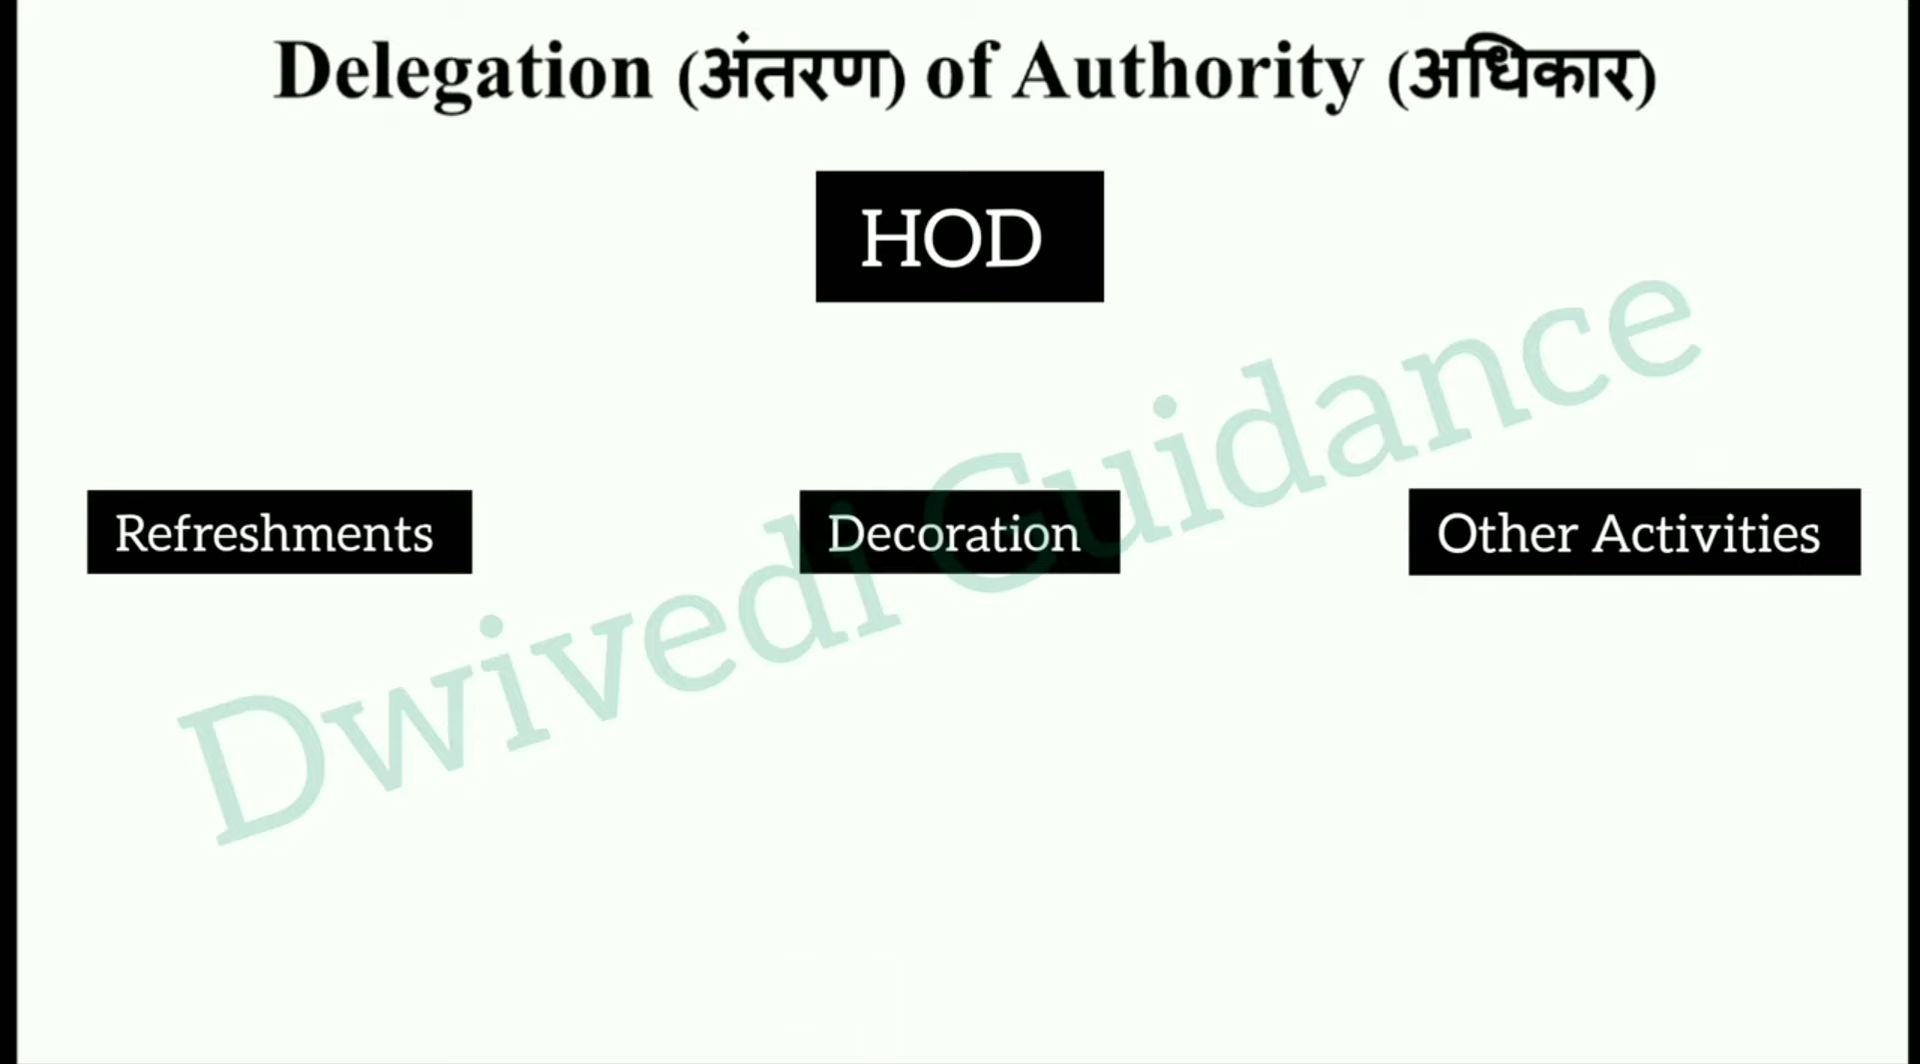 Delegation (अंतरण) of Authority (अधिकार)
HOD
Refreshments
Decoration
Other Activities
Dwivedi Guidance